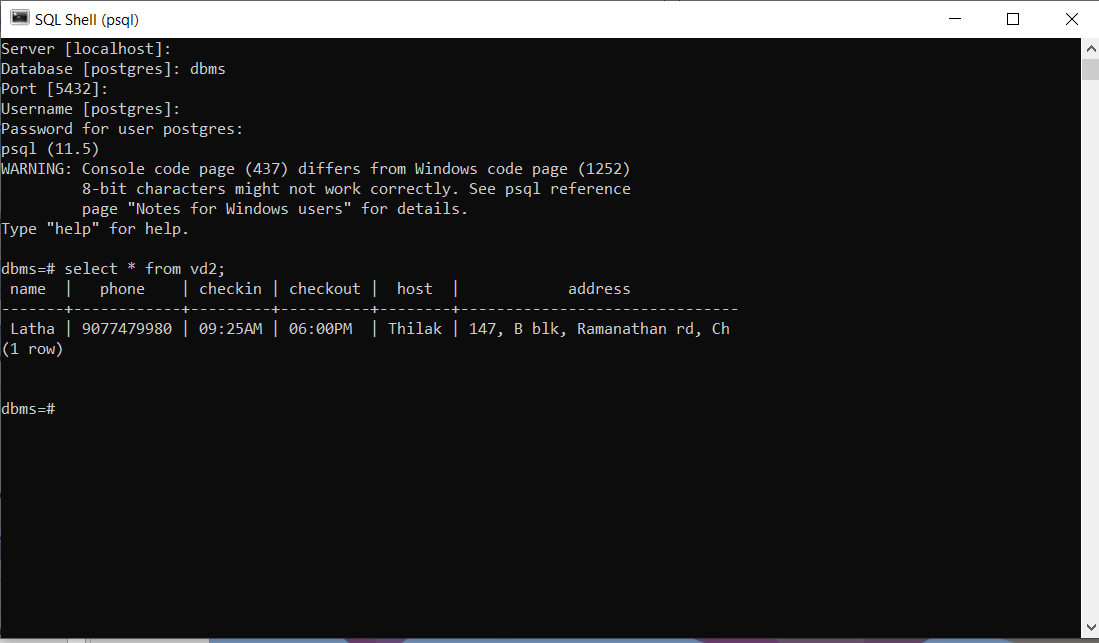 SQL Shell (psql)
Server [localhost]:
Database [postgres]: dbms
Port [5432]:
Username [postgres]:
Password for user postgres:
psql (11.5)
WARNING: Console code page (437) differs from Windows code page (1252)
         8-bit characters might not work correctly. See psql reference
         page "Notes for Windows users" for details.
Type "help" for help.
dbms=# select * from vd2;
 name  |   phone    | checkin | checkout |  host  |            address
-------+------------+---------+----------+--------+-------------------------------
 Latha | 9077479980 | 09:25AM | 06:00PM  | Thilak | 147, B blk, Ramanathan rd, Ch
(1 row)
dbms=#